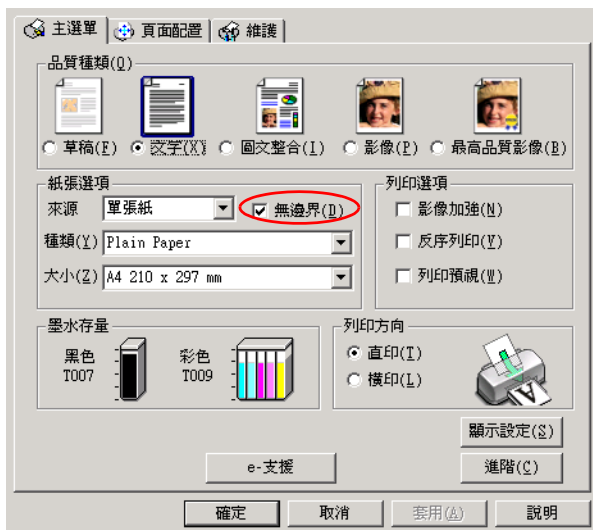 主選單 頁面配置 維護
品質種類(Q)
草稿(F) 文字(X) 圖文整合(I) 影像(P) 最高品質影像(B)
紙張選項
來源 單張紙 無邊界(D)
種類(Y) Plain Paper
大小(Z) A4 210 x 297 mm
列印選項
影像加強(N)
反序列印(V)
列印預視(W)
墨水存量
黑色 彩色
T007 T009
列印方向
直印(T)
橫印(L)
顯示設定(S)
e-支援 進階(C)
確定 取消 套用(A) 說明